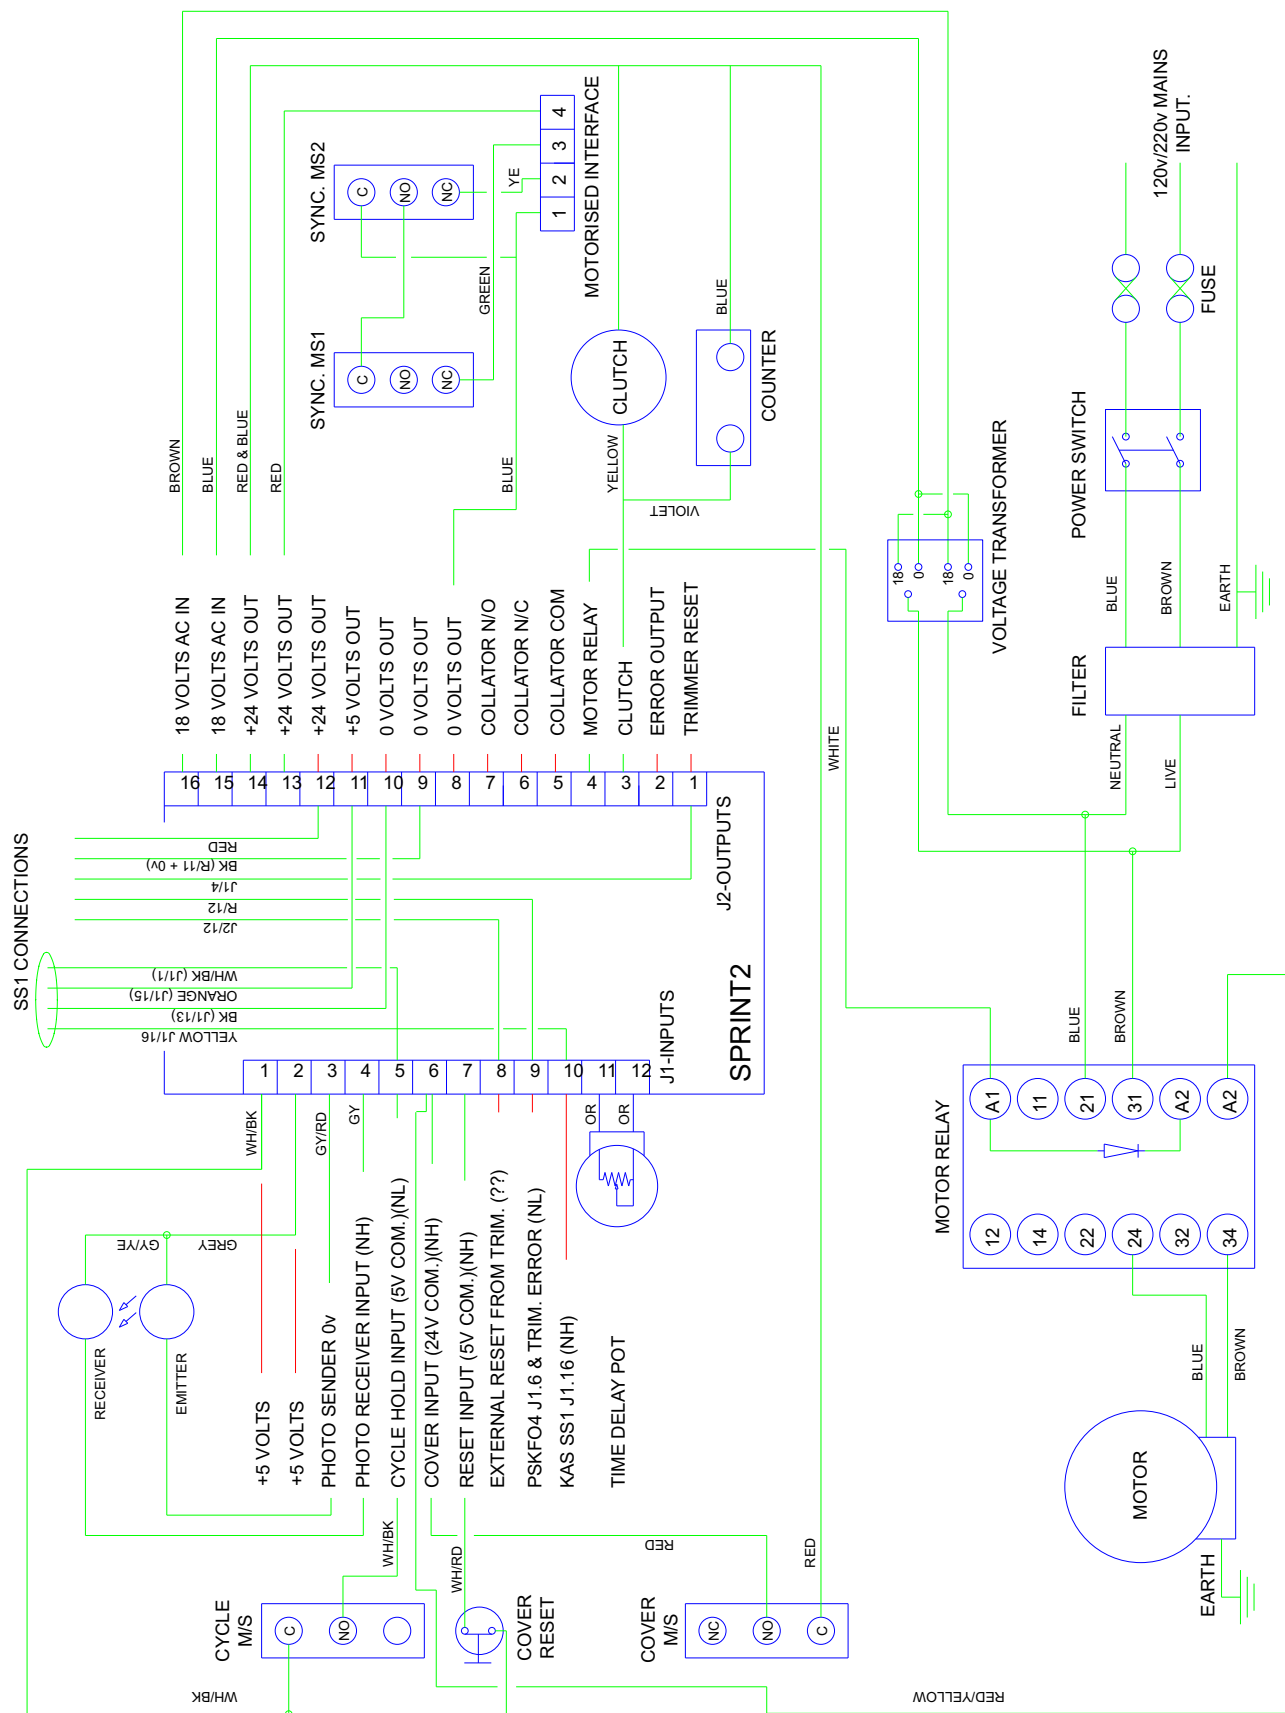 SS1 CONNECTIONS
RED
BK (R/11 + 0v)
J1/4
R/12
J2/12
WH/BK (J1/1)
ORANGE (J1/15)
BK (J1/13)
YELLOW J1/16
SPRINT2
J2-OUTPUTS
16 18 VOLTS AC IN BROWN
15 18 VOLTS AC IN BLUE
14 +24 VOLTS OUT RED & BLUE
13 +24 VOLTS OUT RED
12 +24 VOLTS OUT
11 +5 VOLTS OUT
10 0 VOLTS OUT
9 0 VOLTS OUT
8 0 VOLTS OUT BLUE
7 COLLATOR N/O
6 COLLATOR N/C
5 COLLATOR COM
4 MOTOR RELAY
3 CLUTCH YELLOW
2 ERROR OUTPUT
1 TRIMMER RESET
VIOLET
SYNC. MS1
C
NO
NC
SYNC. MS2
C
NO
NC
GREEN
YE
1 2 3 4
MOTORISED INTERFACE
CLUTCH
BLUE
COUNTER
J1-INPUTS
1 WH/BK +5 VOLTS
2 +5 VOLTS
3 GY/RD PHOTO SENDER 0v
4 GY PHOTO RECEIVER INPUT (NH)
5 CYCLE HOLD INPUT (5V COM.)(NL)
6 COVER INPUT (24V COM.)(NH)
7 RESET INPUT (5V COM.)(NH)
8 EXTERNAL RESET FROM TRIM. (??)
9 PSKFO4 J1.6 & TRIM. ERROR (NL)
10 KAS SS1 J1.16 (NH)
11 OR
12 OR
TIME DELAY POT
GY/YE
GREY
RECEIVER
EMITTER
WH/BK
WH/RD
RED
RED
CYCLE
M/S
C
NO
WH/BK
COVER
RESET
COVER
M/S
NC
NO
C
RED/YELLOW
WHITE
VOLTAGE TRANSFORMER
18
0
18
0
120v/220v MAINS
INPUT.
FUSE
POWER SWITCH
BLUE
BROWN
EARTH
FILTER
NEUTRAL
LIVE
BLUE
BROWN
MOTOR RELAY
A1 11 21 31 A2 A2
12 14 22 24 32 34
BLUE
BROWN
MOTOR
EARTH